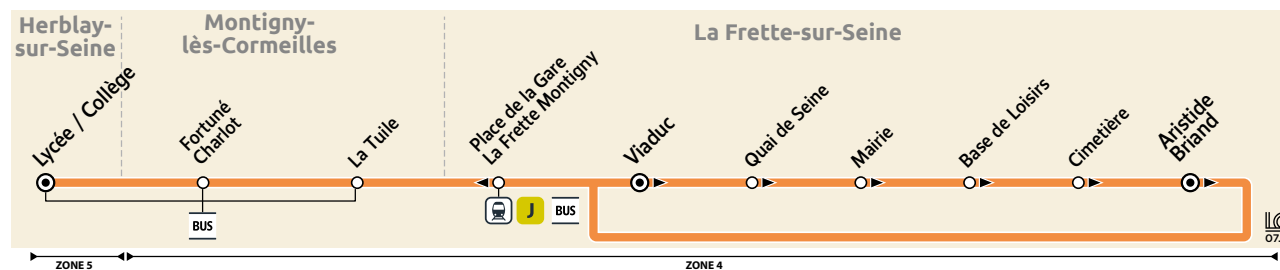 Herblay-
sur-Seine
Montigny-
lès-Cormeilles
La Frette-sur-Seine
Lycée / Collège
Fortuné
Charlot
La Tuile
Place de la Gare
La Frette Montigny
Viaduc
Quai de Seine
Mairie
Base de Loisirs
Cimetière
Aristide
Briand
BUS
J
BUS
07.
ZONE 5
ZONE 4